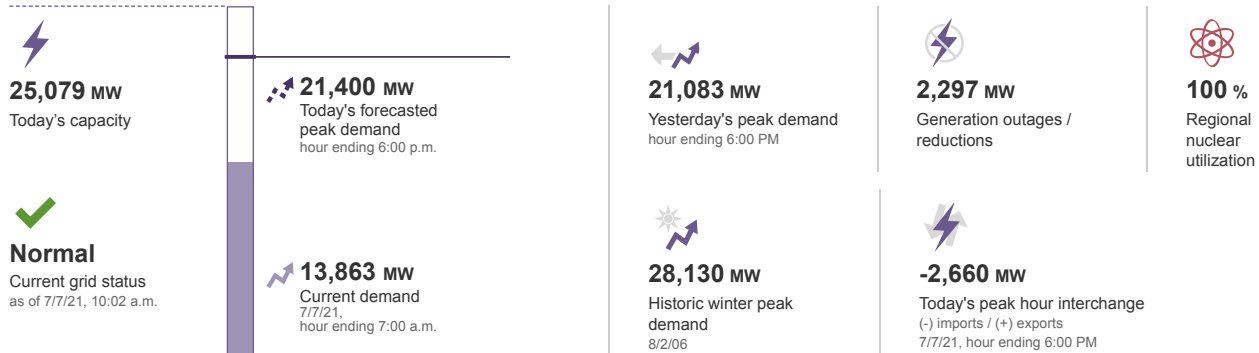 25,079 MW
Today's capacity
Normal
Current grid status
as of 7/7/21, 10:02 a.m.
21,400 MW
Today's forecasted
peak demand
hour ending 6:00 p.m.
13,863 MW
Current demand
7/7/21,
hour ending 7:00 a.m.
21,083 MW
Yesterday's peak demand
hour ending 6:00 PM
2,297 MW
Generation outages /
reductions
100 %
Regional
nuclear
utilization
28,130 MW
Historic winter peak
demand
8/2/06
-2,660 MW
Today's peak hour interchange
(-) imports / (+) exports
7/7/21, hour ending 6:00 PM